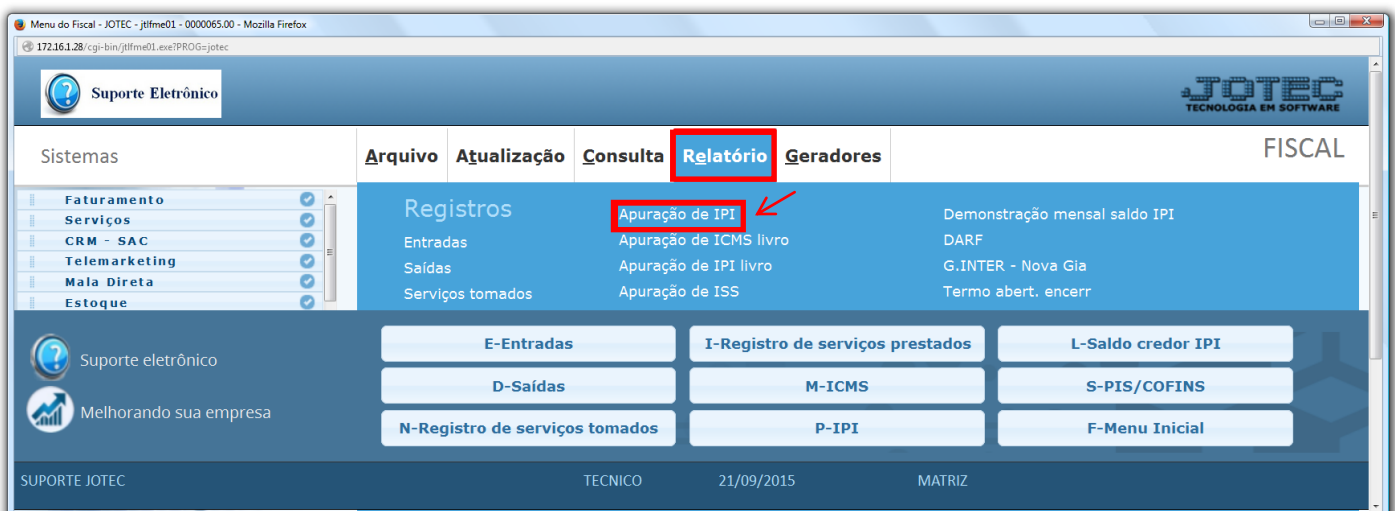 Menu do Fiscal - JOTEC - jtlfme01 - 0000065.00 - Mozilla Firefox
172.16.1.28/cgi-bin/jtlfme01.exe?PROG=jotec
Suporte Eletrônico
JOTEC
TECNOLOGIA EM SOFTWARE
Sistemas
Arquivo Atualização Consulta Relatório Geradores
FISCAL
Faturamento
Serviços
CRM - SAC
Telemarketing
Mala Direta
Estoque
Registros
Entradas
Saídas
Serviços tomados
Apuração de IPI
Apuração de ICMS livro
Apuração de IPI livro
Apuração de ISS
Demonstração mensal saldo IPI
DARF
G.INTER - Nova Gia
Termo abert. encerr
Suporte eletrônico
Melhorando sua empresa
E-Entradas I-Registro de serviços prestados L-Saldo credor IPI
D-Saídas M-ICMS S-PIS/COFINS
N-Registro de serviços tomados P-IPI F-Menu Inicial
SUPORTE JOTEC TECNICO 21/09/2015 MATRIZ